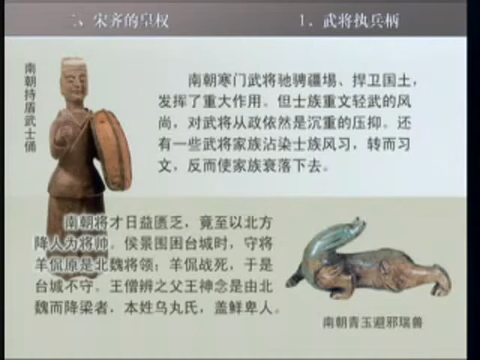 二、宋齐的皇权
1. 武将执兵柄
南朝持盾武士俑
南朝寒门武将驰骋疆場、捍卫国土，
发挥了重大作用。但士族重文轻武的风
尚，对武将从政依然是沉重的压抑。还
有一些武将家族沾染士族风习，转而习
文，反而使家族衰落下去。
南朝将才日益匮乏，竟至以北方
降人为将帅。侯景围困台城时，守将
羊侃原是北魏将领；羊侃战死，于是
台城不守。王僧辨之父王神念是由北
魏而降梁者，本姓乌丸氏，盖鲜卑人。
南朝青玉避邪瑞兽